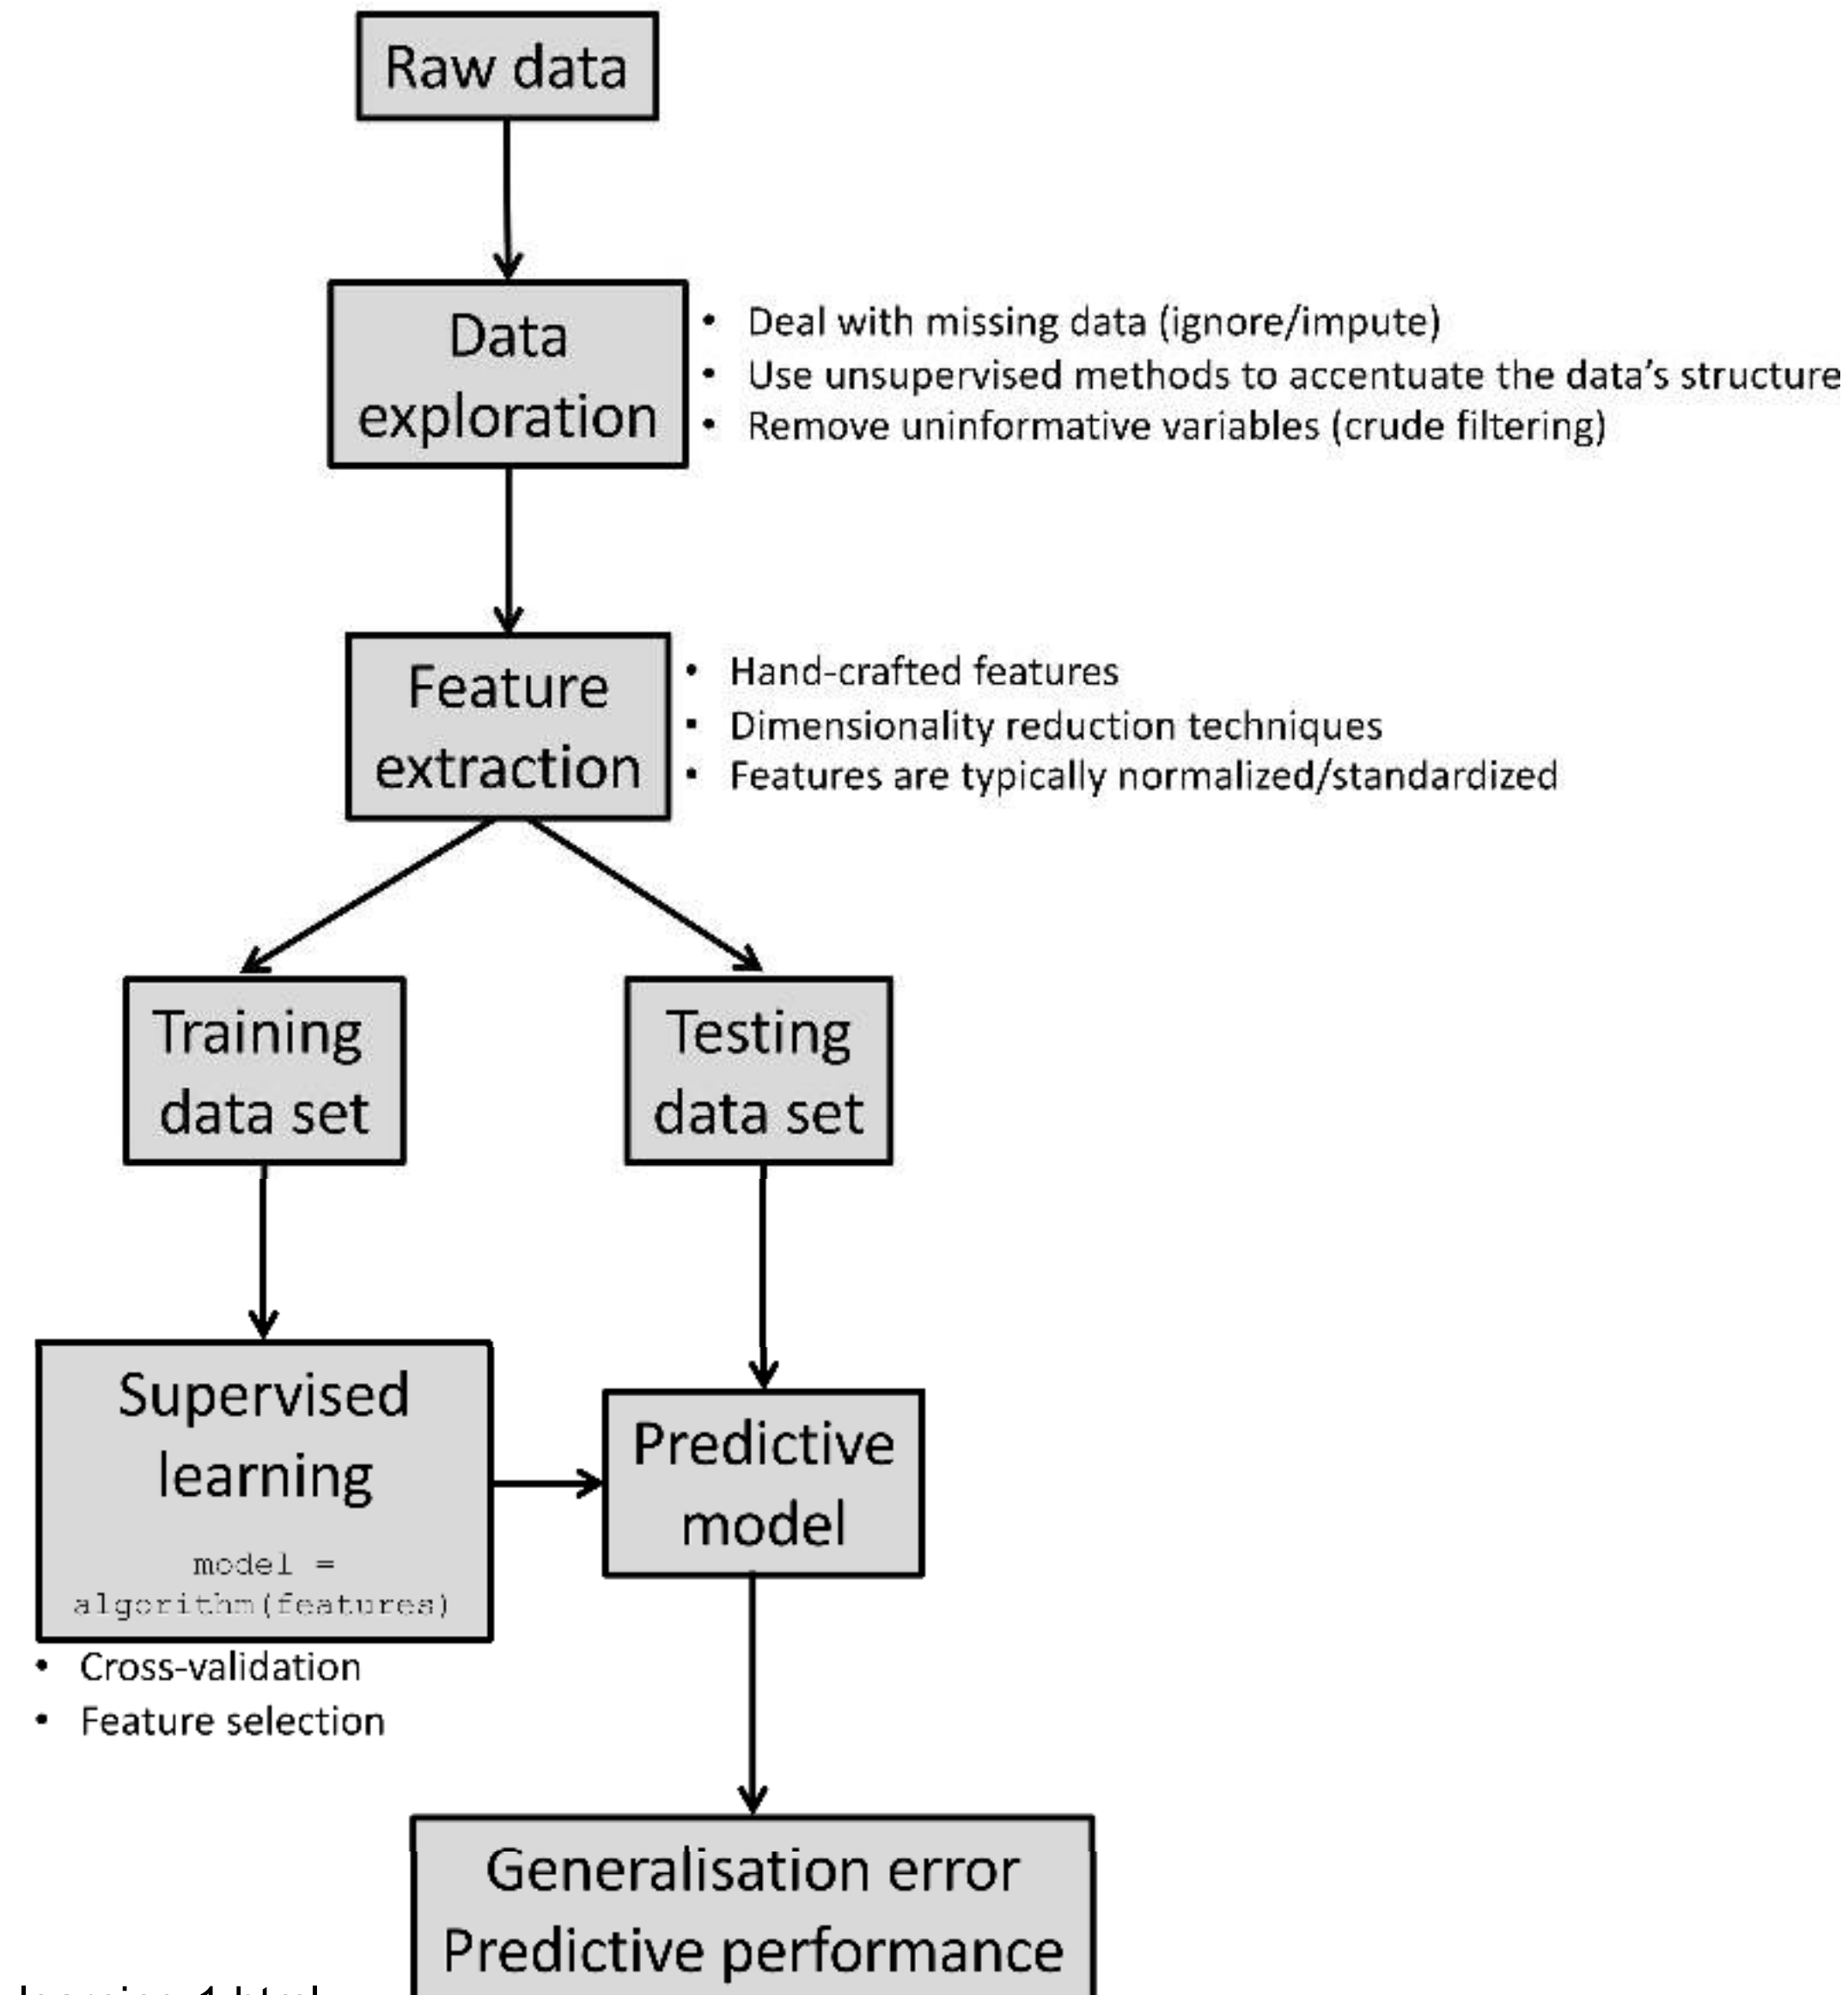 Raw data
Data
exploration
• Deal with missing data (ignore/impute)
• Use unsupervised methods to accentuate the data's structure
• Remove uninformative variables (crude filtering)
Feature
extraction
• Hand-crafted features
• Dimensionality reduction techniques
• Features are typically normalized/standardized
Training
data set
Testing
data set
Supervised
learning
model =
algorithm(features)
• Cross-validation
• Feature selection
Predictive
model
Generalisation error
Predictive performance